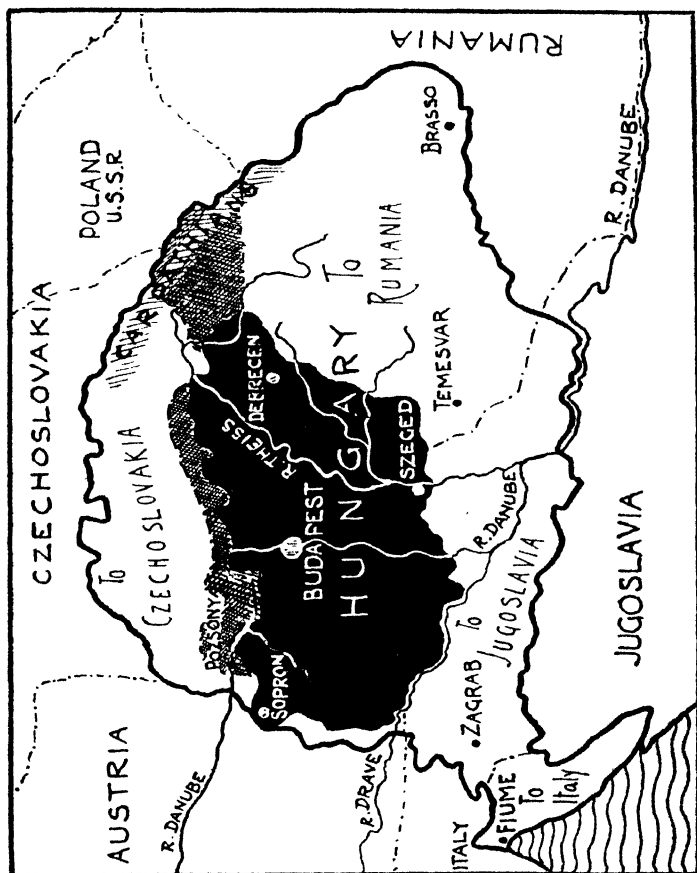 CZECHOSLOVAKIA
POLAND
U.S.S.R
RUMANIA
BRASSO
To
CZECHOSLOVAKIA
To
RUMANIA
POZSONY
R. THEISS
DEBRECEN
BUDAPEST
HUNGARY
SOPRON
SZEGED
TEMESVAR
R. DANUBE
AUSTRIA
R. DANUBE
R. DRAVE
R. DANUBE
ZAGRAB
To
JUGOSLAVIA
JUGOSLAVIA
ITALY
FIUME
To
Italy